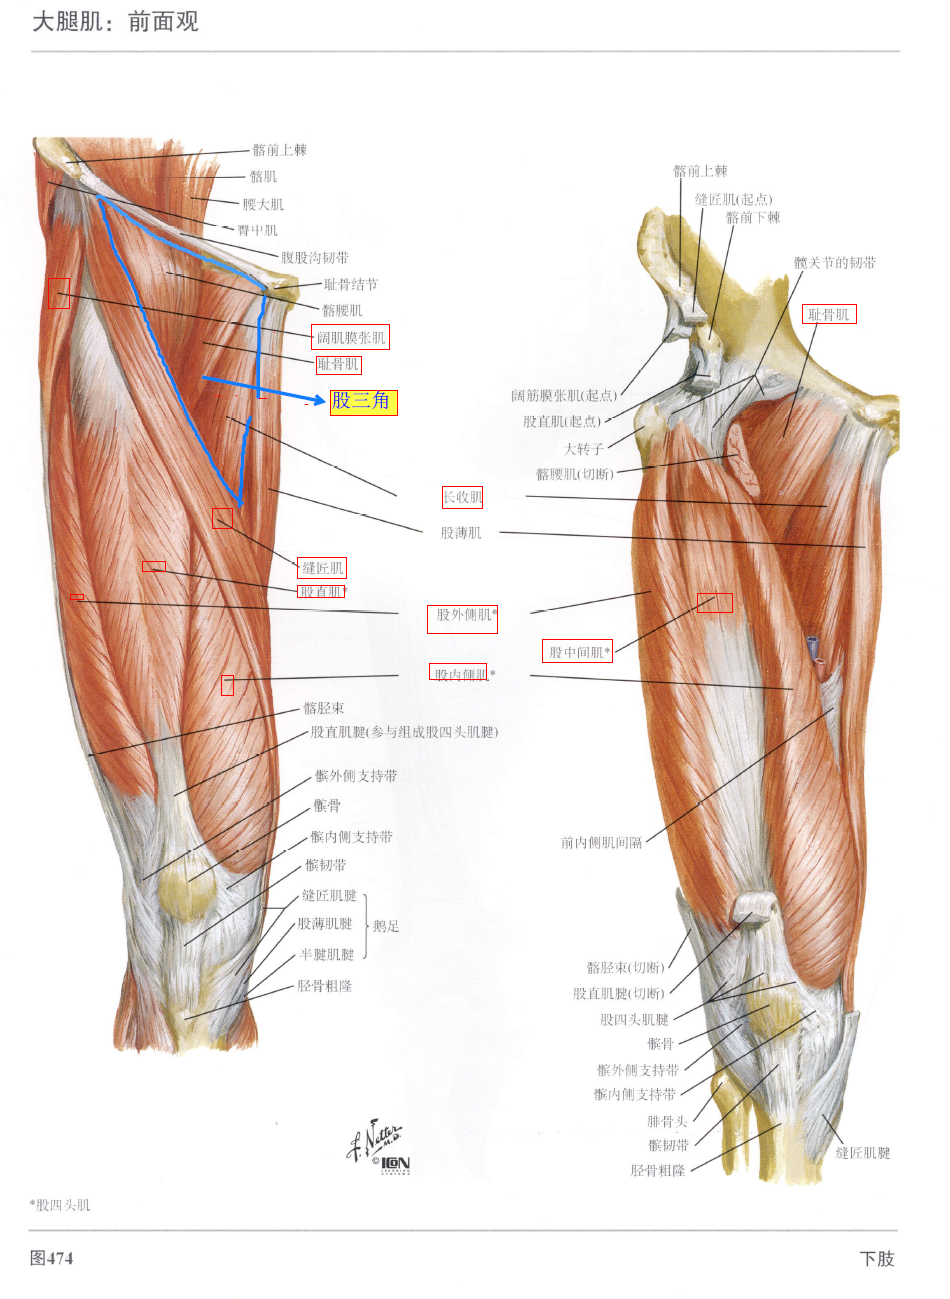 大腿肌：前面观
髂前上棘
髂肌
腰大肌
臀中肌
腹股沟韧带
耻骨结节
髂腰肌
阔肌膜张肌
耻骨肌
股三角
长收肌
股薄肌
缝匠肌
股直肌*
股外侧肌*
股内侧肌*
髂胫束
股直肌腱(参与组成股四头肌腱)
髌外侧支持带
髌骨
髌内侧支持带
髌韧带
缝匠肌腱
股薄肌腱
鹅足
半腱肌腱
胫骨粗隆
髂前上棘
缝匠肌(起点)
髂前下棘
髋关节的韧带
耻骨肌
阔筋膜张肌(起点)
股直肌(起点)
大转子
髂腰肌(切断)
股中间肌*
前内侧肌间隔
髂胫束(切断)
股直肌腱(切断)
股四头肌腱
髌骨
髌外侧支持带
髌内侧支持带
腓骨头
髌韧带
胫骨粗隆
缝匠肌腱
F. Netter M.D.
© ICON
LEARNING
SYSTEMS
*股四头肌
图474
下肢